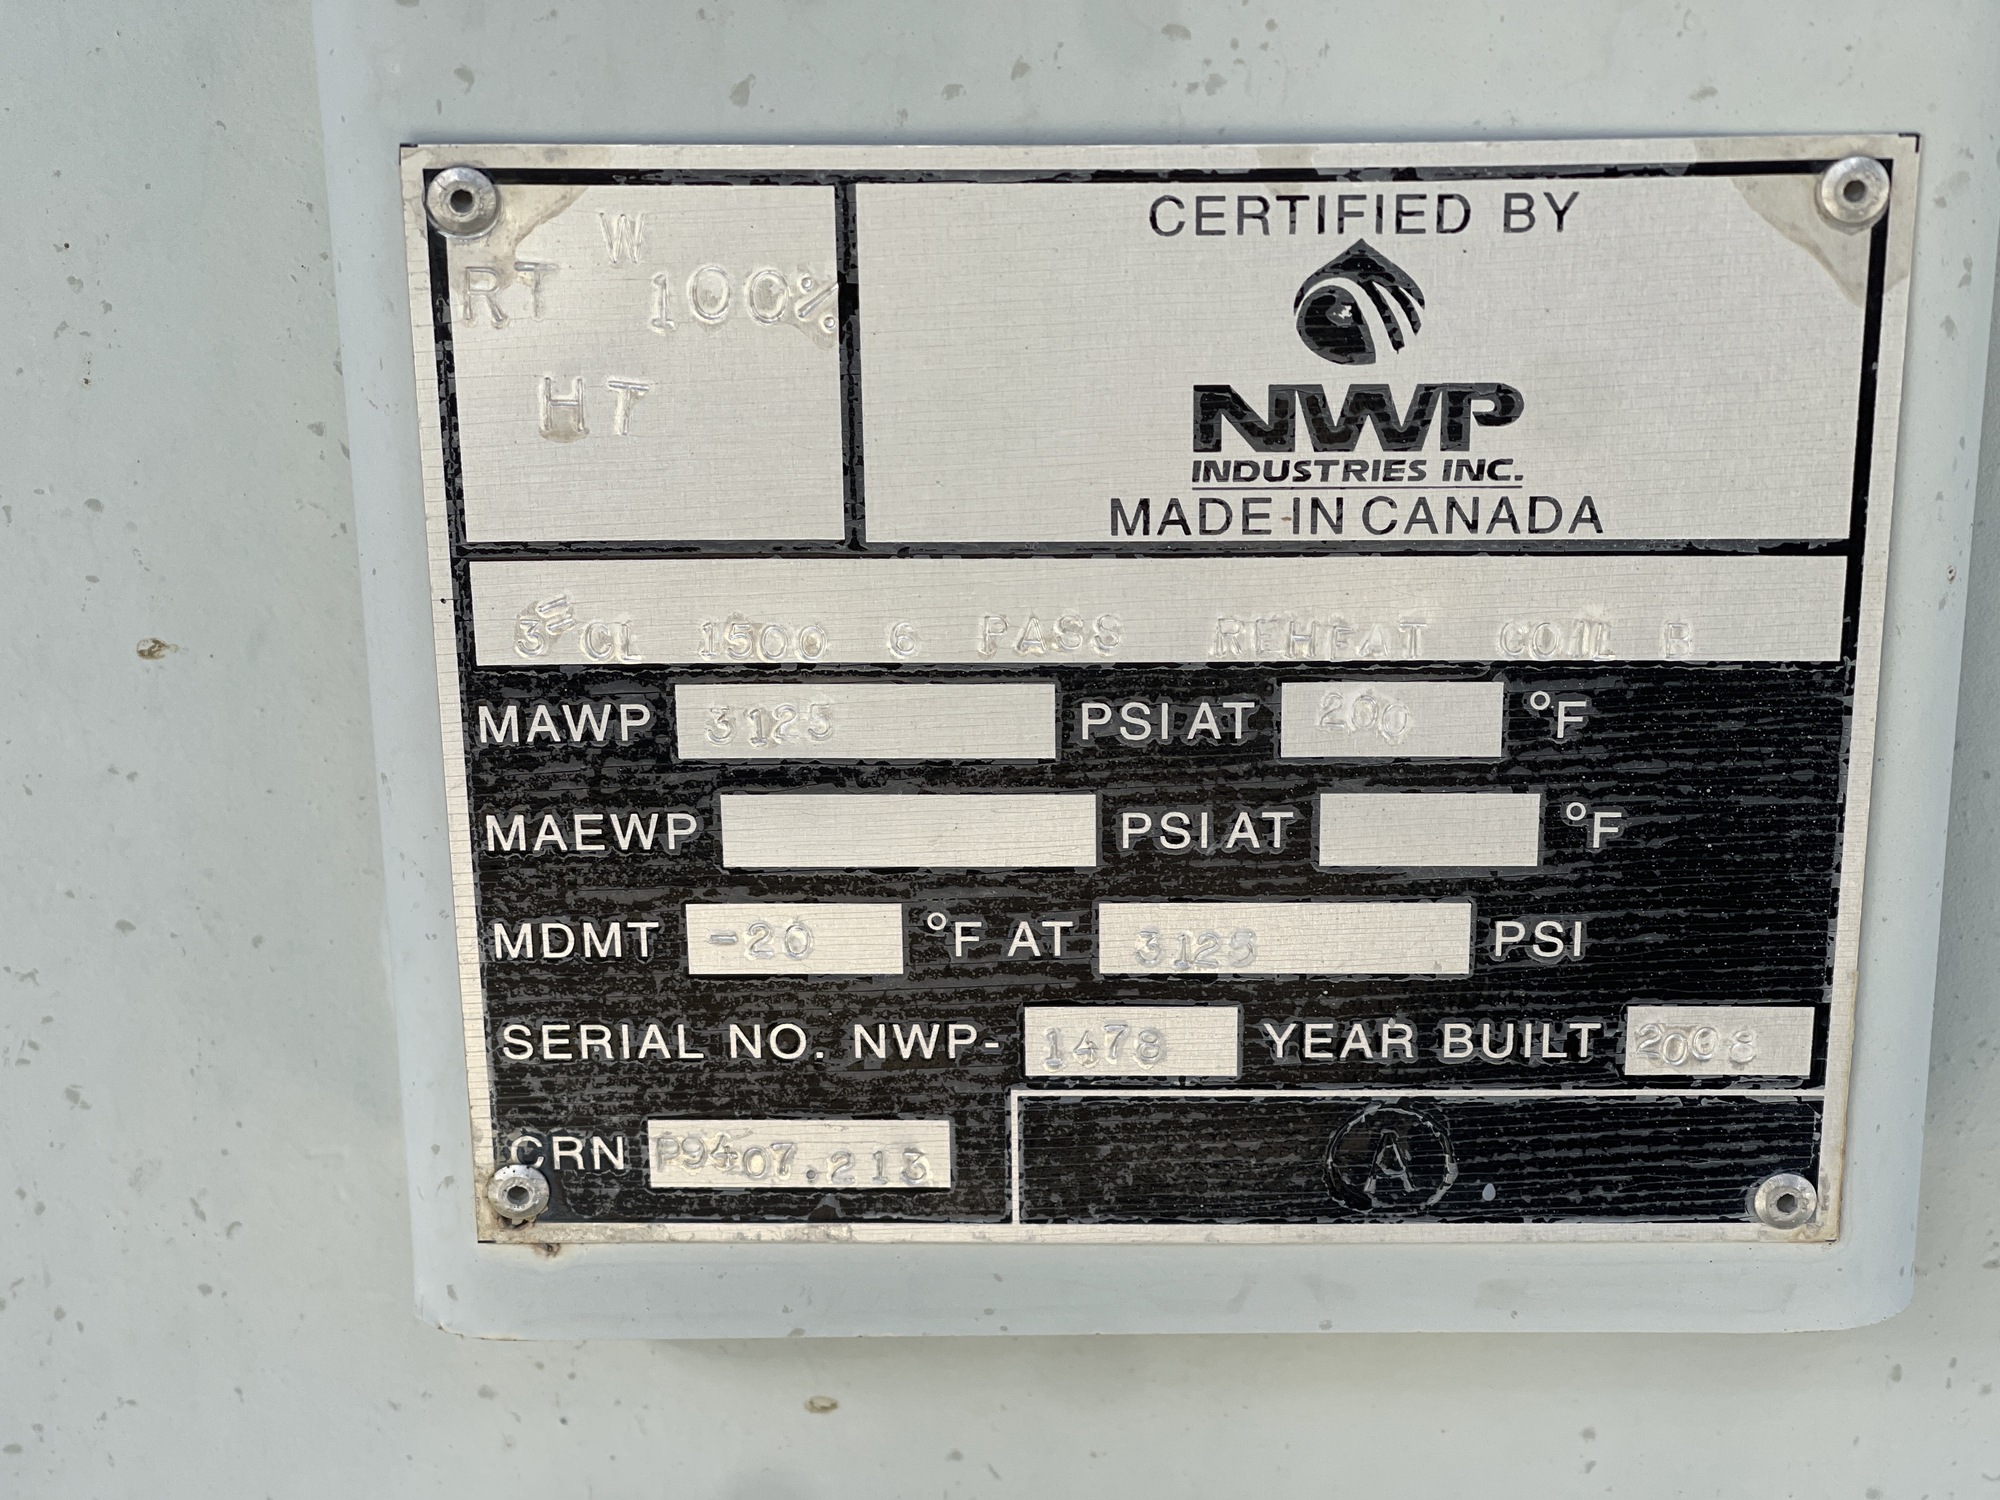 W
RT 100%
HT
CERTIFIED BY
NWP
INDUSTRIES INC.
MADE IN CANADA
3" CL 1500 6 PASS REHEAT COIL B
MAWP 3125 PSI AT 200 °F
MAEWP PSI AT °F
MDMT -20 °F AT 3125 PSI
SERIAL NO. NWP- 1478 YEAR BUILT 2008
CRN P9407.213
A